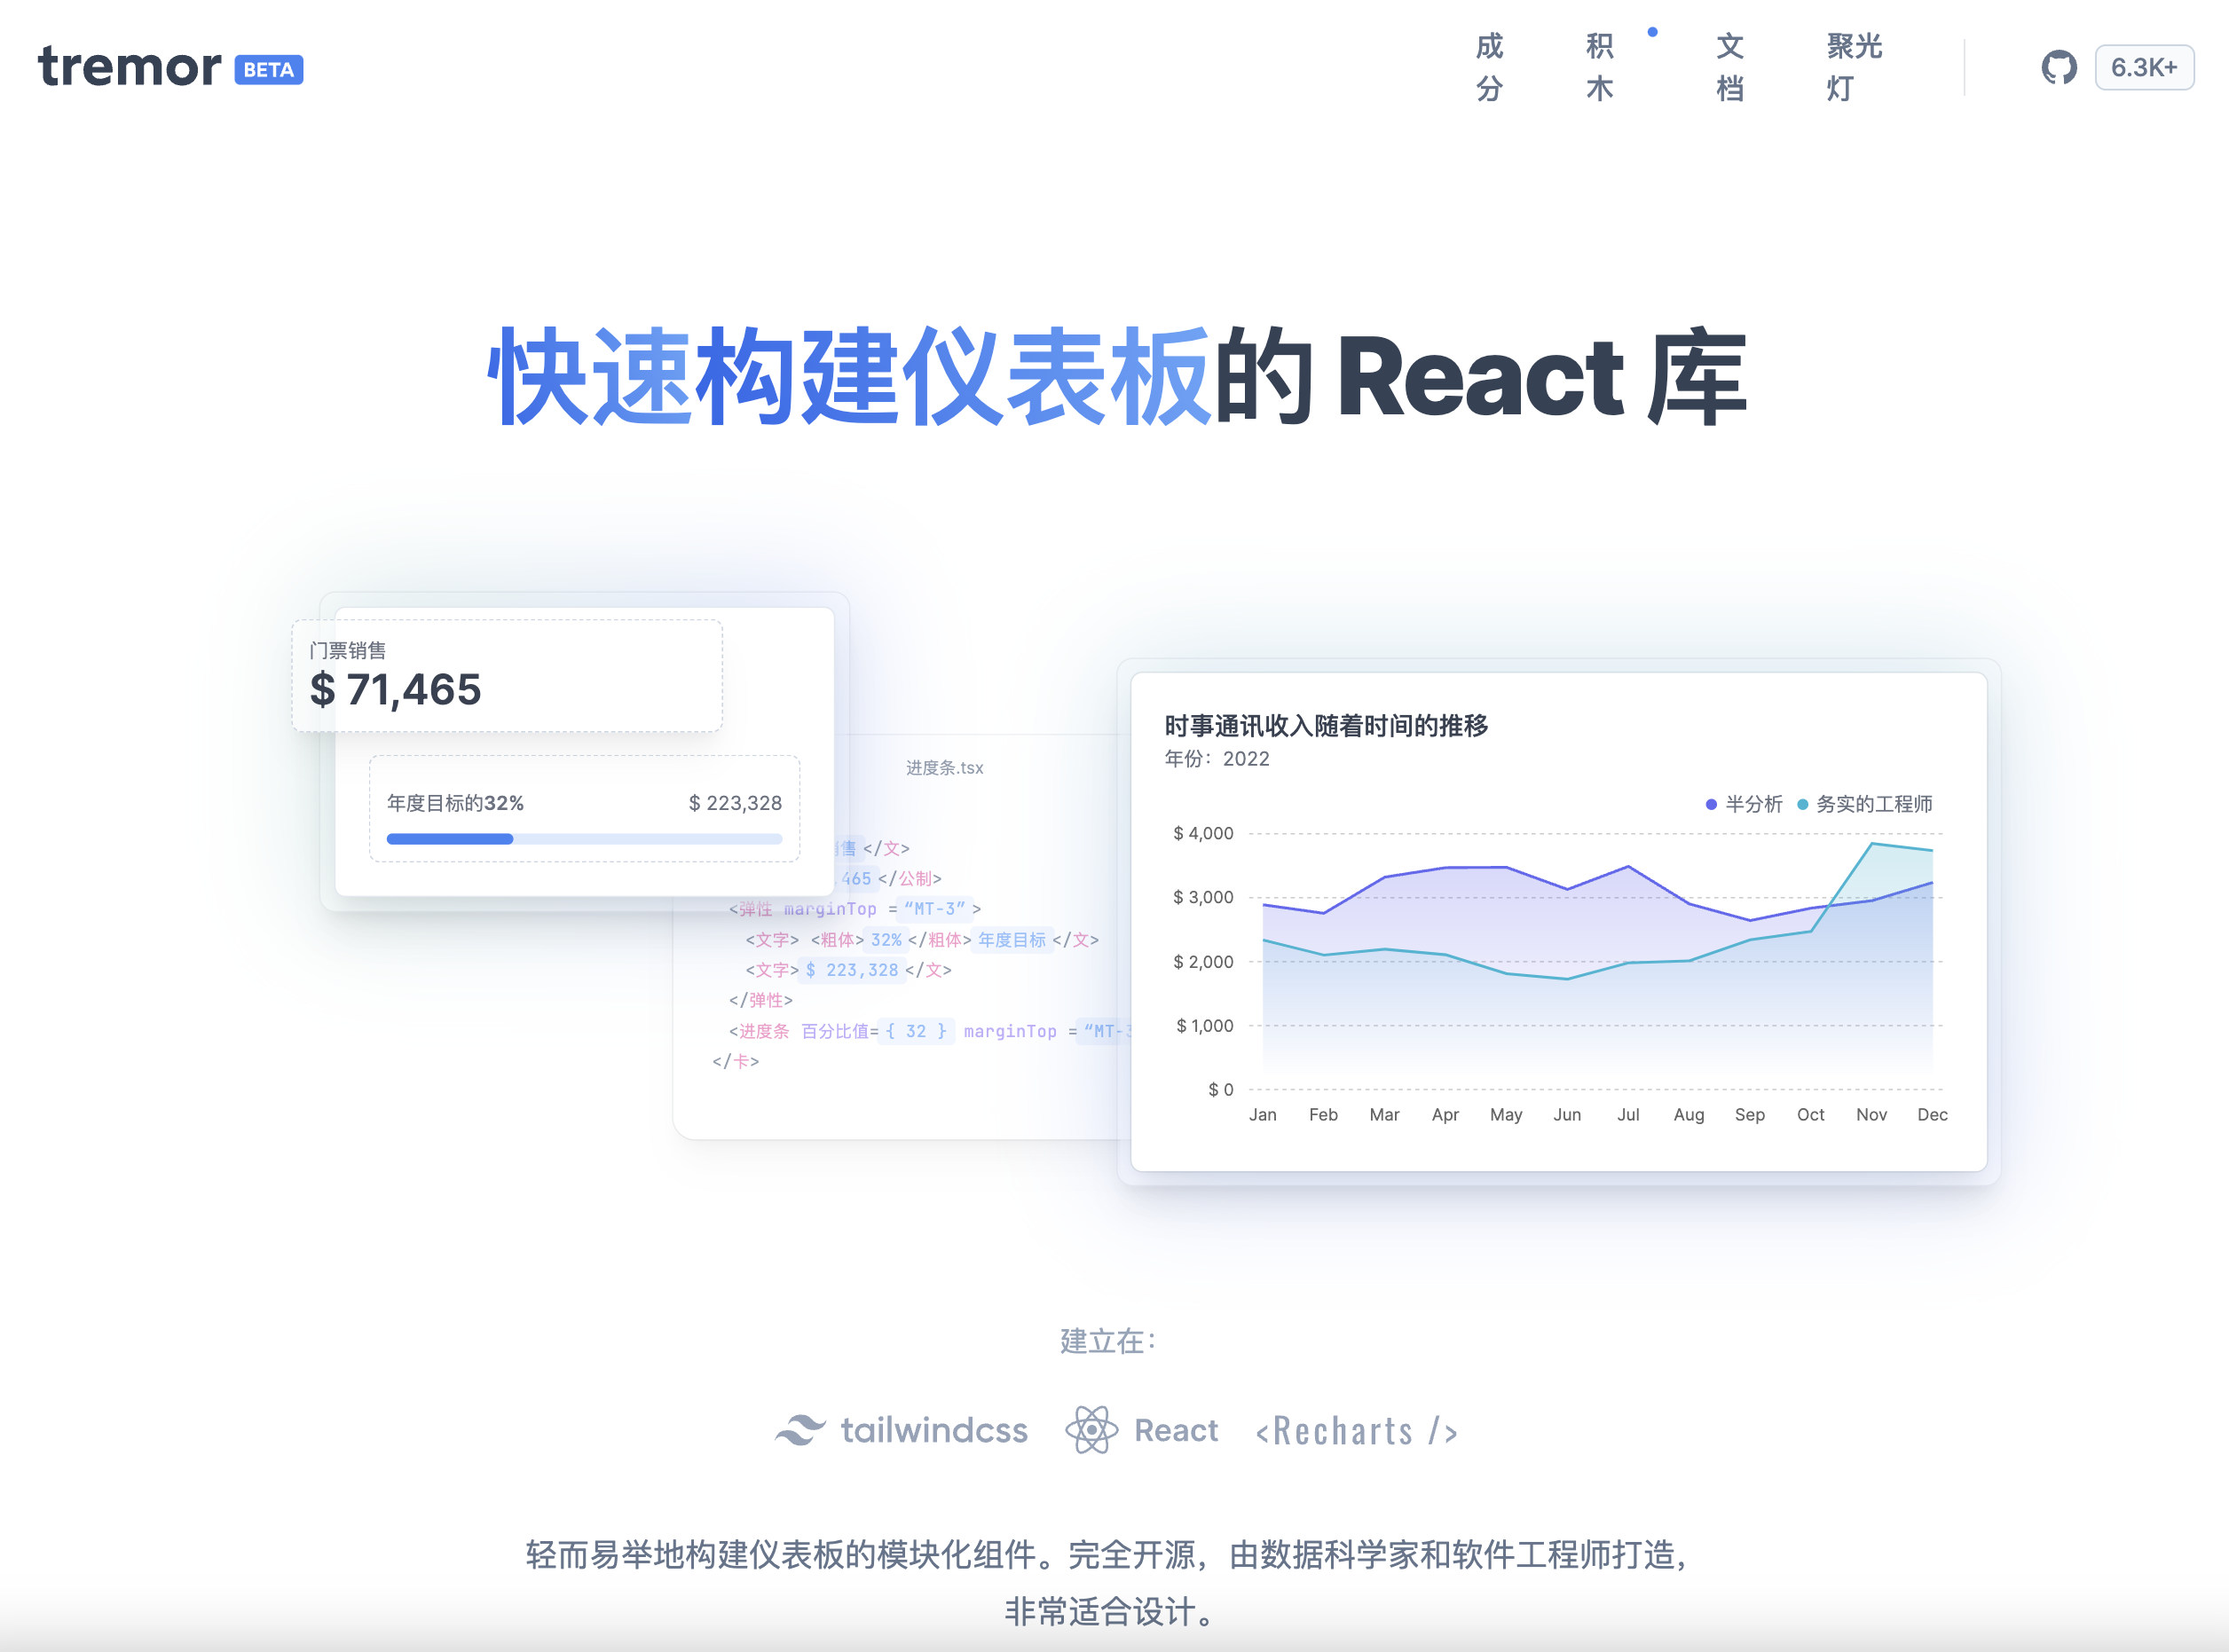 tremor BETA
成分
积木
文档
聚光灯
6.3K+
快速构建仪表板的 React 库
门票销售
$ 71,465
年度目标的32%
$ 223,328
进度条.tsx
售 </文>
465 </公制>
<弹性 marginTop =“MT-3”>
<文字> <粗体> 32% </粗体> 年度目标 </文>
<文字> $ 223,328 </文>
</弹性>
<进度条 百分比值={ 32 } marginTop =“MT-3
</卡>
时事通讯收入随着时间的推移
年份：2022
半分析
务实的工程师
$ 4,000
$ 3,000
$ 2,000
$ 1,000
$ 0
Jan Feb Mar Apr May Jun Jul Aug Sep Oct Nov Dec
建立在：
tailwindcss
React
<Recharts />
轻而易举地构建仪表板的模块化组件。完全开源，由数据科学家和软件工程师打造，
非常适合设计。